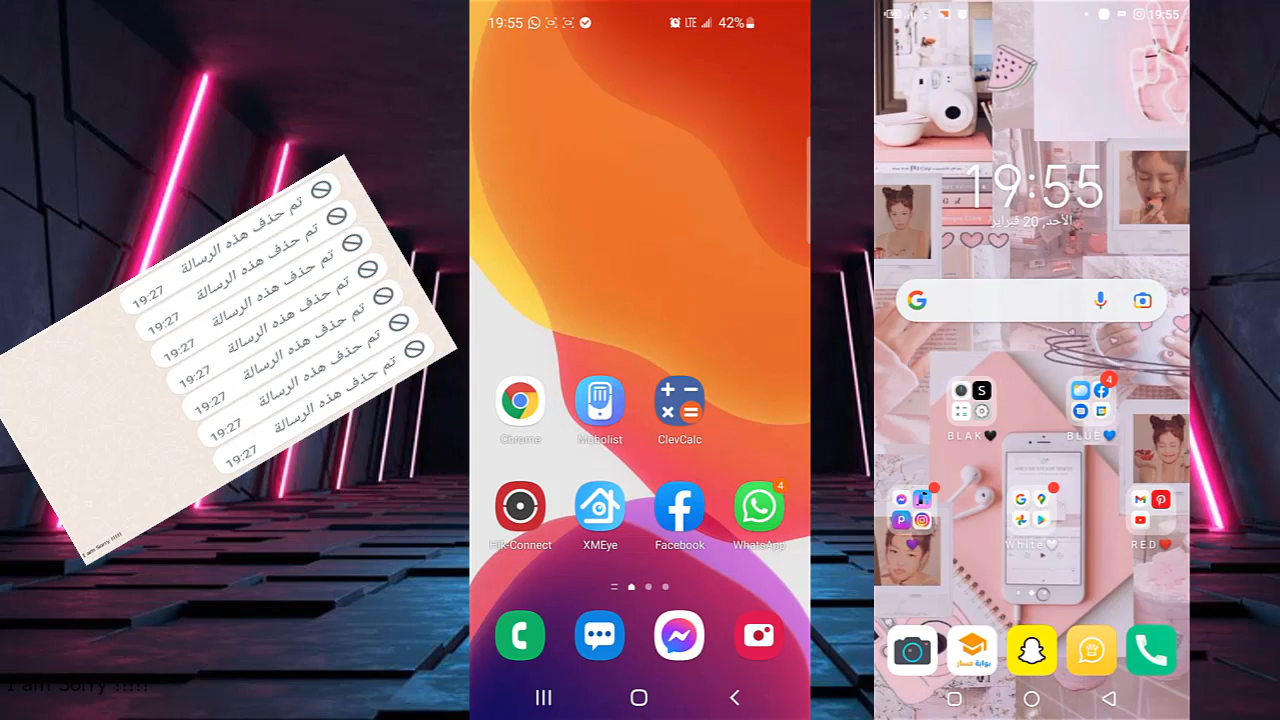 تم حذف هذه الرسالة
19:27
تم حذف هذه الرسالة
19:27
تم حذف هذه الرسالة
19:27
تم حذف هذه الرسالة
19:27
تم حذف هذه الرسالة
19:27
تم حذف هذه الرسالة
19:27
تم حذف هذه الرسالة
19:27
I am Sorry !!!!!
I am Sorry !!!!!
19:55
LTE 42%
Chrome
Mobolist
ClevCalc
Hik-Connect
XMEye
Facebook
4
WhatsApp
19:55
19:55
الأحد, 20 فبراير
S
4
BLAK🖤
BLUE💙
White🤍
RED❤️
بوابة مسار